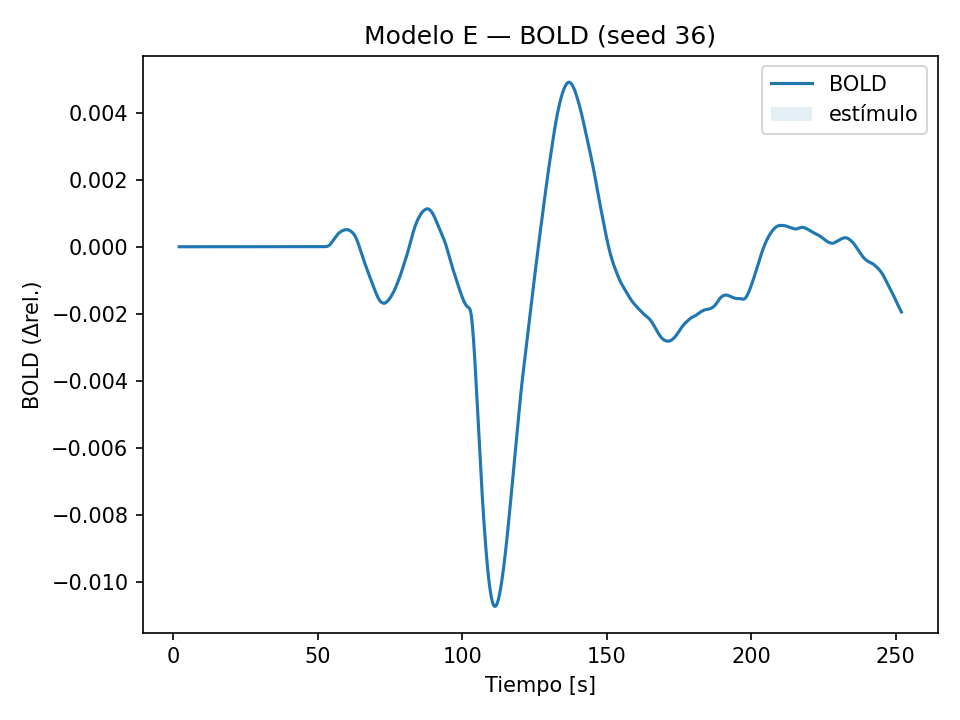 Modelo E — BOLD (seed 36)
BOLD
estímulo
0.004
0.002
0.000
−0.002
−0.004
−0.006
−0.008
−0.010
BOLD (Δrel.)
0
50
100
150
200
250
Tiempo [s]